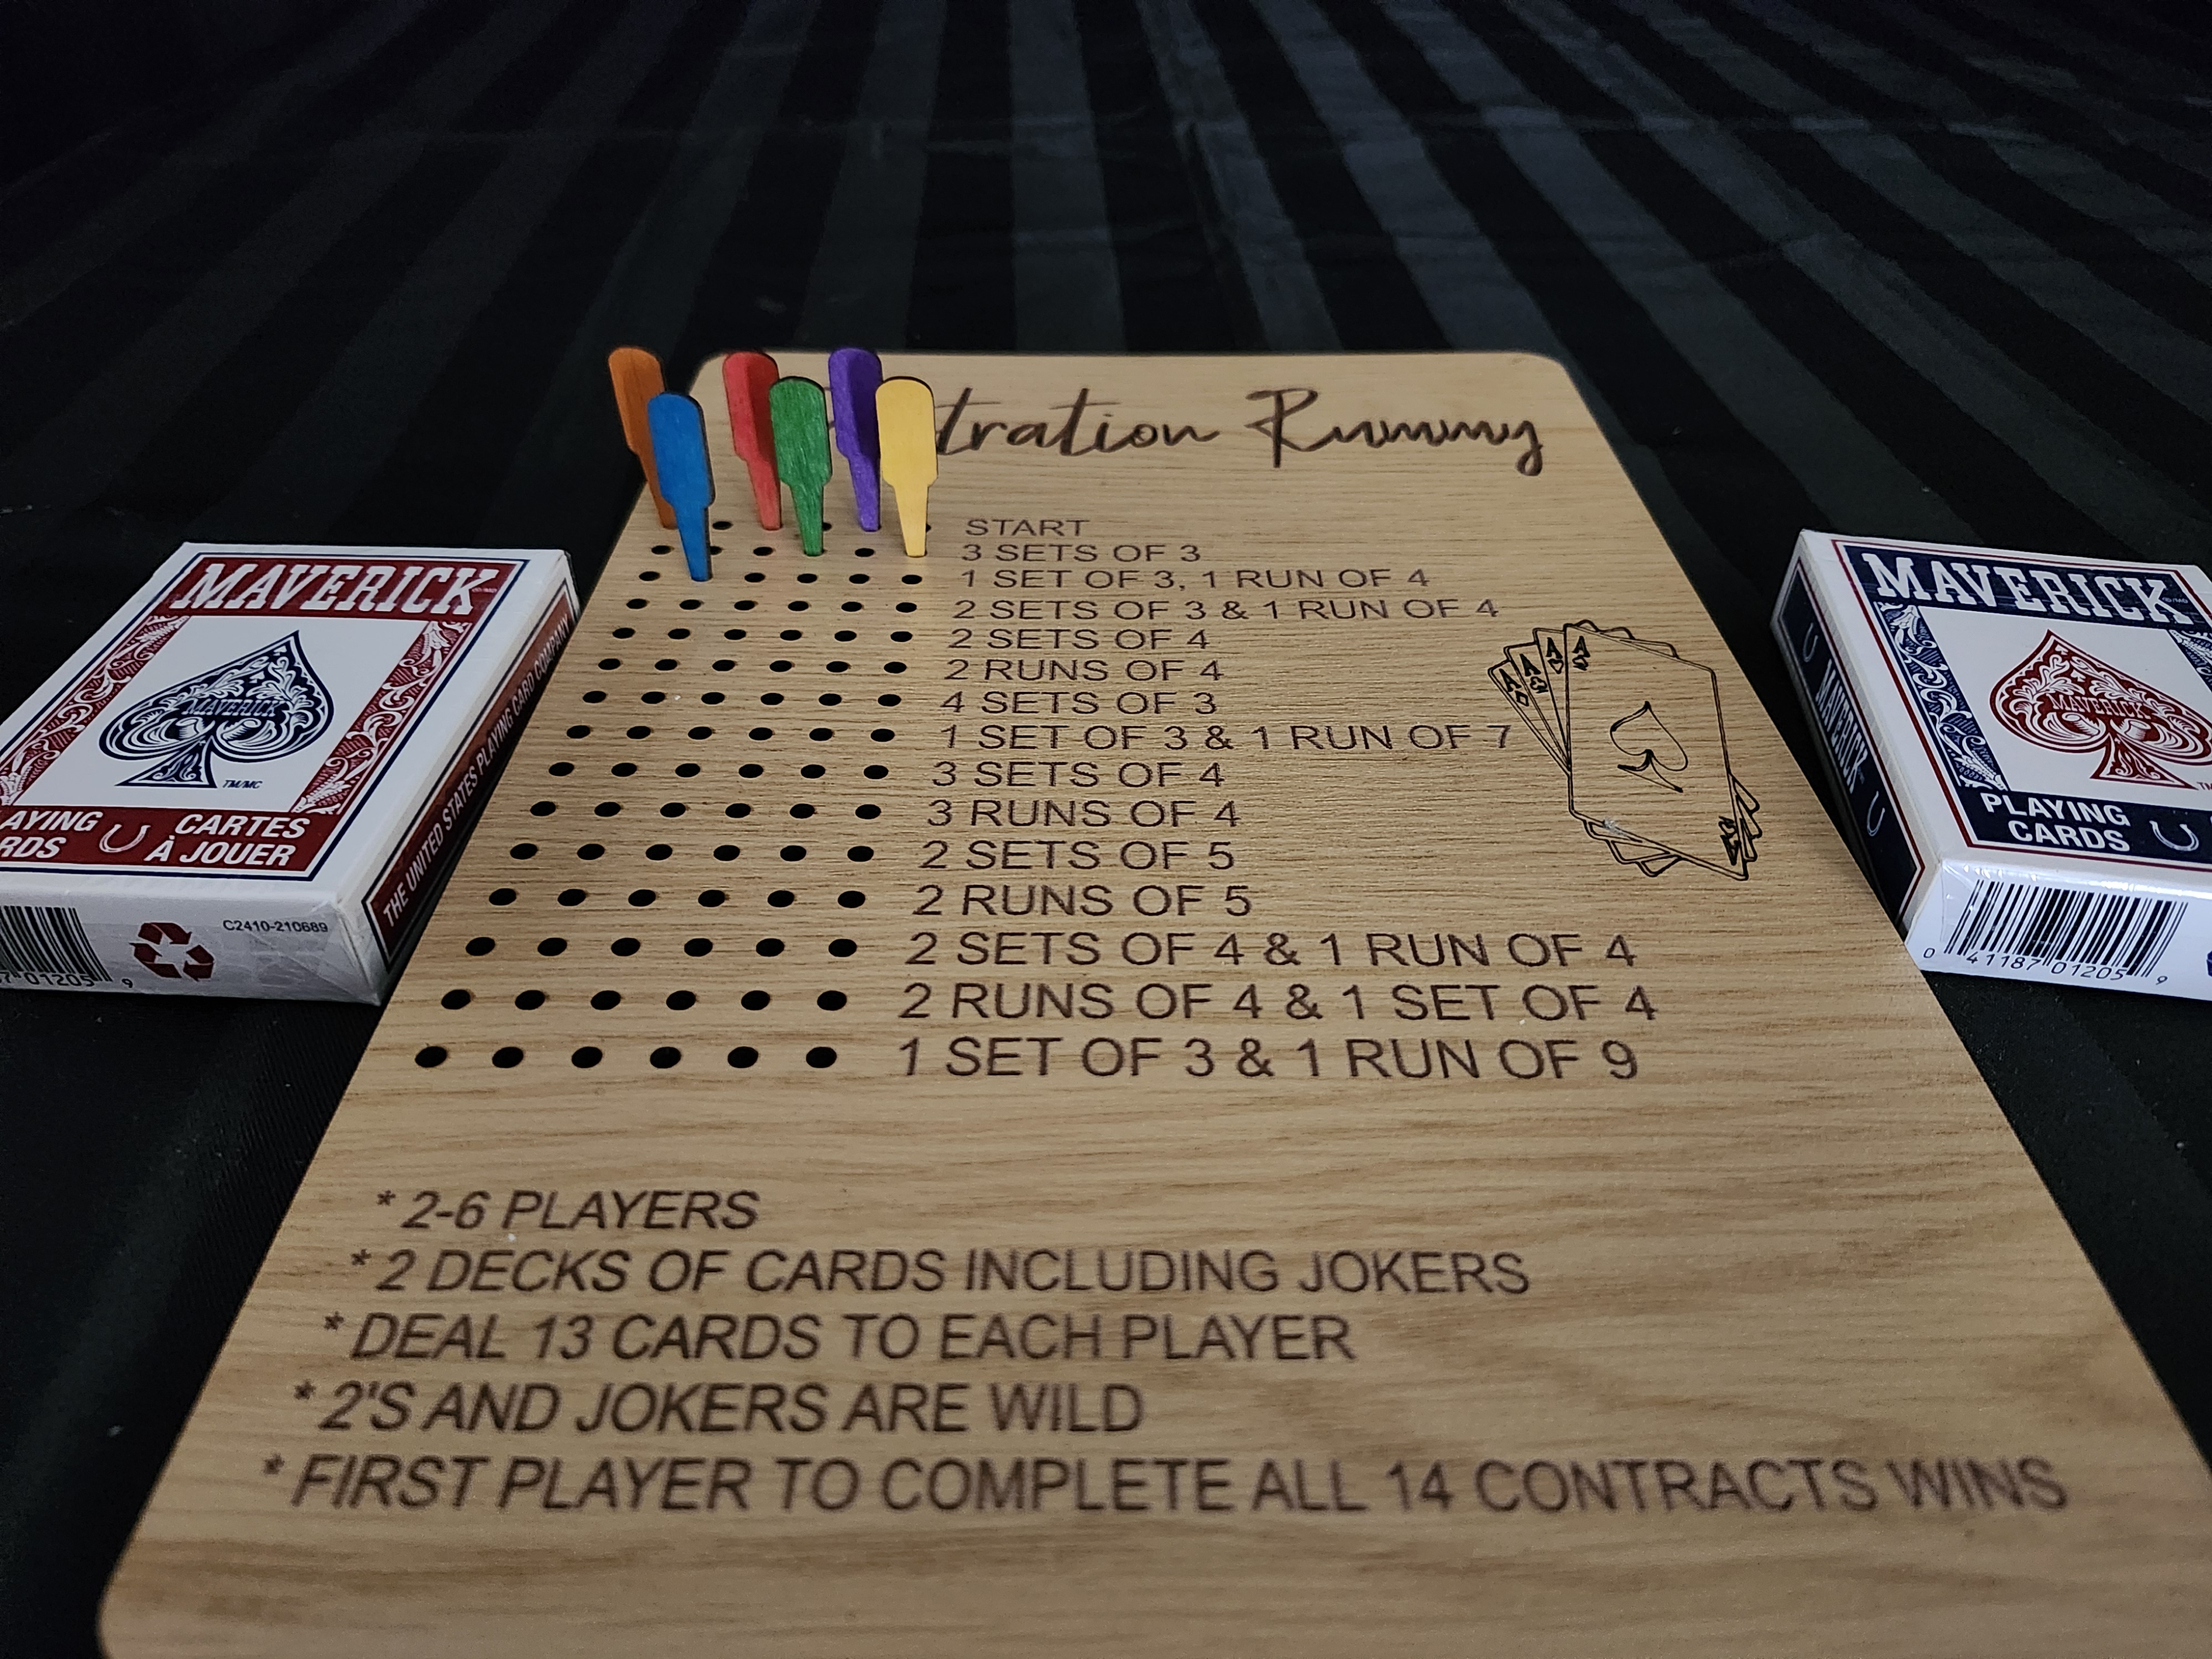 tration Rummy
START
3 SETS OF 3
1 SET OF 3, 1 RUN OF 4
2 SETS OF 3 & 1 RUN OF 4
2 SETS OF 4
2 RUNS OF 4
4 SETS OF 3
1 SET OF 3 & 1 RUN OF 7
3 SETS OF 4
3 RUNS OF 4
2 SETS OF 5
2 RUNS OF 5
2 SETS OF 4 & 1 RUN OF 4
2 RUNS OF 4 & 1 SET OF 4
1 SET OF 3 & 1 RUN OF 9
* 2-6 PLAYERS
* 2 DECKS OF CARDS INCLUDING JOKERS
* DEAL 13 CARDS TO EACH PLAYER
* 2'S AND JOKERS ARE WILD
* FIRST PLAYER TO COMPLETE ALL 14 CONTRACTS WINS
MAVERICK
MAVERICK
TM/MC
AYING CARTES
RDS À JOUER
C2410-210689
7 01205 9
THE UNITED STATES PLAYING CARD COMPANY
MAVERICK
MAVERICK
MAVERICK
PLAYING
CARDS
0 41187 01205 9